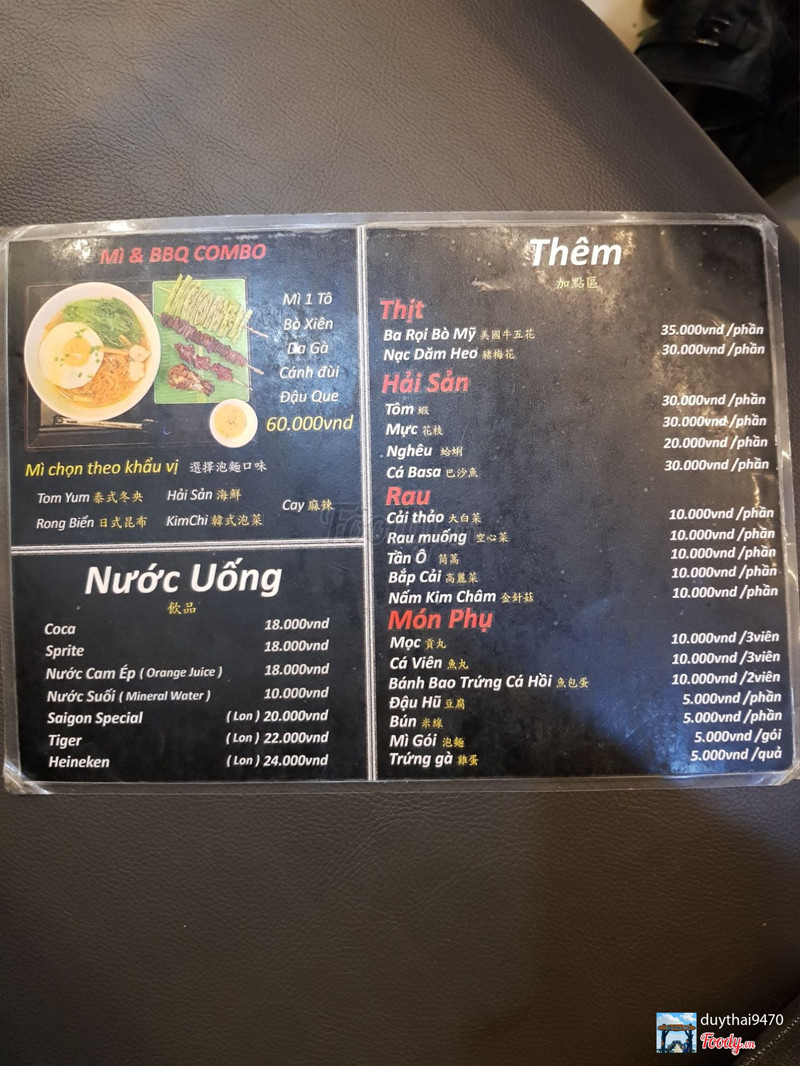 Mì & BBQ COMBO
Mì 1 Tô
Bò Xiên
Da Gà
Cánh đùi
Đậu Que
60.000vnd
Mì chọn theo khẩu vị 選擇泡麵口味
Tom Yum 泰式冬央 Hải Sản 海鮮 Cay 麻辣
Rong Biển 日式昆布 KimChi 韓式泡菜
Nước Uống
飲品
Coca 18.000vnd
Sprite 18.000vnd
Nước Cam Ép ( Orange Juice ) 18.000vnd
Nước Suối ( Mineral Water ) 10.000vnd
Saigon Special ( Lon ) 20.000vnd
Tiger ( Lon ) 22.000vnd
Heineken ( Lon ) 24.000vnd
Thêm
加點區
Thịt
Ba Rọi Bò Mỹ 美國牛五花 35.000vnd /phần
Nạc Dăm Heo 豬梅花 30.000vnd /phần
Hải Sản
Tôm 蝦 30.000vnd /phần
Mực 花枝 30.000vnd /phần
Nghêu 蛤蜊 20.000vnd /phần
Cá Basa 巴沙魚 30.000vnd /phần
Rau
Cải thảo 大白菜 10.000vnd /phần
Rau muống 空心菜 10.000vnd /phần
Tần Ô 茼蒿 10.000vnd /phần
Bắp Cải 高麗菜 10.000vnd /phần
Nấm Kim Châm 金針菇 10.000vnd /phần
Món Phụ
Mọc 貢丸 10.000vnd /3viên
Cá Viên 魚丸 10.000vnd /3viên
Bánh Bao Trứng Cá Hồi 魚包蛋 10.000vnd /2viên
Đậu Hũ 豆腐 5.000vnd /phần
Bún 米線 5.000vnd /phần
Mì Gói 泡麵 5.000vnd /gói
Trứng gà 雞蛋 5.000vnd /quả
duythai9470
Foody.vn